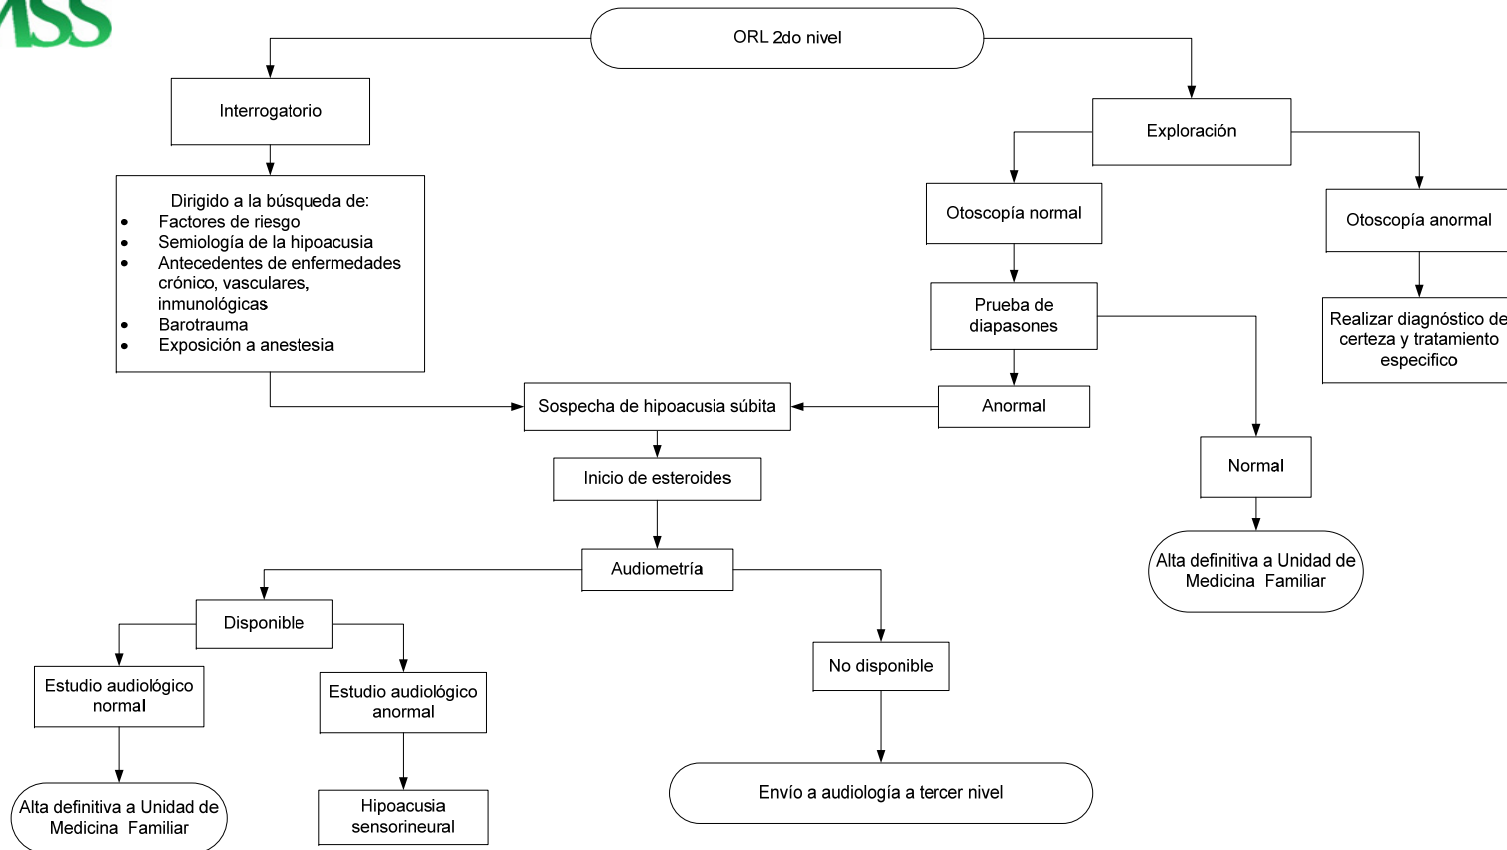 ORL 2do nivel
Interrogatorio
Dirigido a la búsqueda de:
• Factores de riesgo
• Semiología de la hipoacusia
• Antecedentes de enfermedades
crónico, vasculares,
inmunológicas
• Barotrauma
• Exposición a anestesia
Exploración
Otoscopía normal
Otoscopía anormal
Prueba de
diapasones
Realizar diagnóstico de
certeza y tratamiento
especifico
Anormal
Sospecha de hipoacusia súbita
Normal
Inicio de esteroides
Alta definitiva a Unidad de
Medicina Familiar
Audiometría
Disponible
No disponible
Estudio audiológico
normal
Estudio audiológico
anormal
Alta definitiva a Unidad de
Medicina Familiar
Hipoacusia
sensorineural
Envío a audiología a tercer nivel